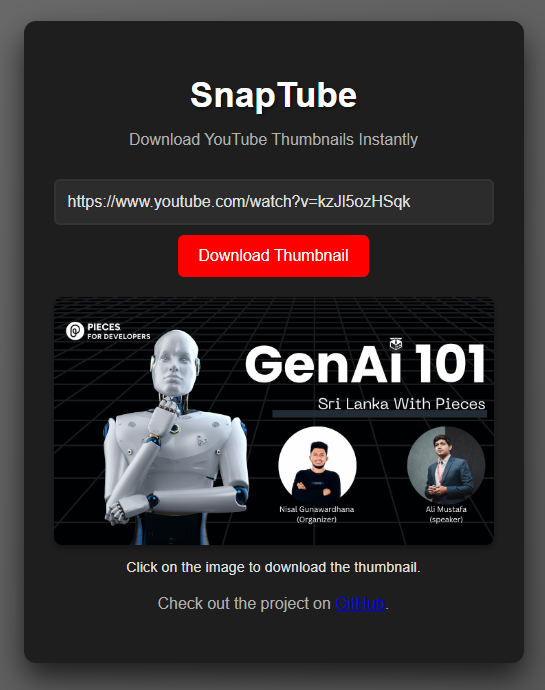 SnapTube
Download YouTube Thumbnails Instantly
https://www.youtube.com/watch?v=kzJl5ozHSqk
Download Thumbnail
PIECES
FOR DEVELOPERS
GenAi 101
Sri Lanka With Pieces
Nisal Gunawardhana
(Organizer)
Ali Mustafa
(speaker)
Click on the image to download the thumbnail.
Check out the project on GitHub.